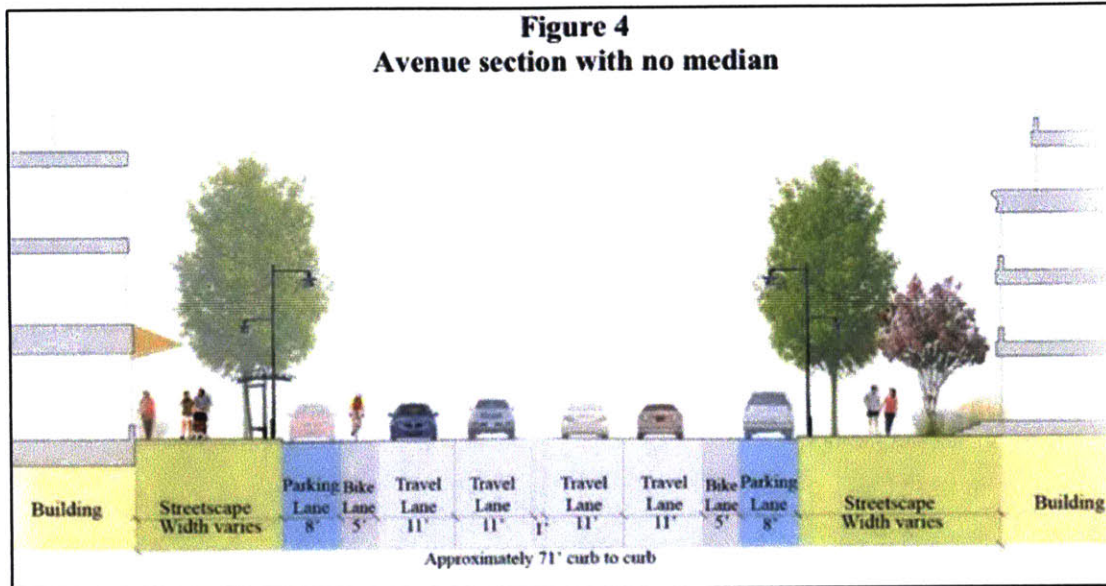 Figure 4
Avenue section with no median
Building
Streetscape
Width varies
Parking
Lane
8'
Bike
Lane
5'
Travel
Lane
11'
Travel
Lane
11'
1'
Travel
Lane
11'
Travel
Lane
11'
Bike
Lane
5'
Parking
Lane
8'
Streetscape
Width varies
Building
Approximately 71' curb to curb